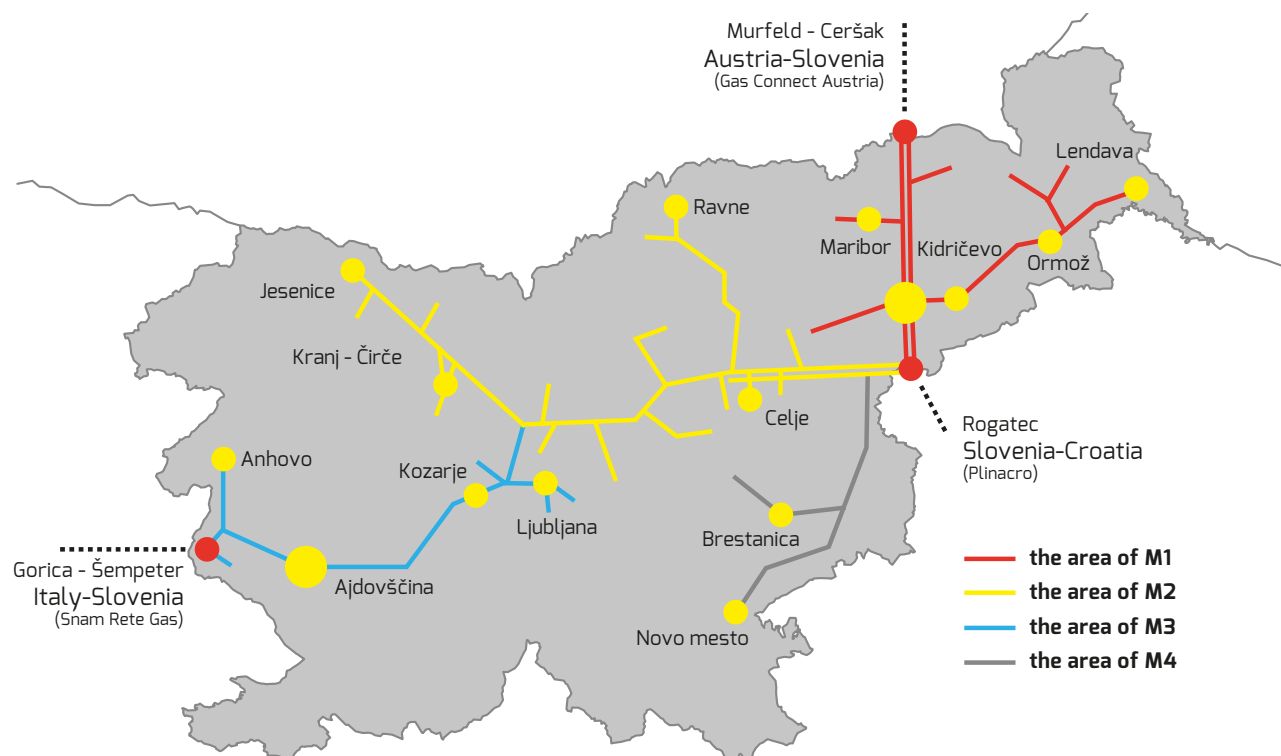 Murfeld - Ceršak
Austria-Slovenia
(Gas Connect Austria)
Lendava
Ravne
Maribor
Kidričevo
Ormož
Jesenice
Kranj - Čirče
Celje
Rogatec
Slovenia-Croatia
(Plinacro)
Anhovo
Kozarje
Ljubljana
Brestanica
Gorica - Šempeter
Italy-Slovenia
(Snam Rete Gas)
Ajdovščina
Novo mesto
the area of M1
the area of M2
the area of M3
the area of M4